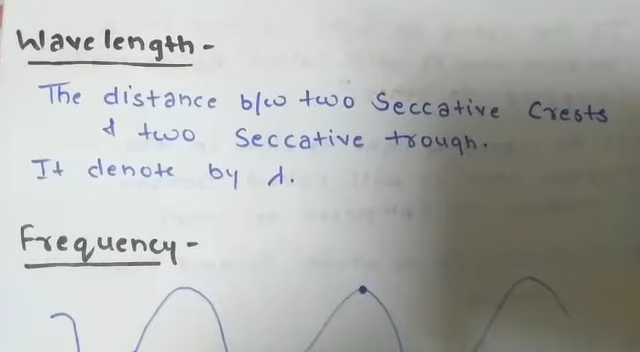 Wavelength -
The distance b/w two Seccative Crests
& two Seccative trough.
It denote by λ.
Frequency -